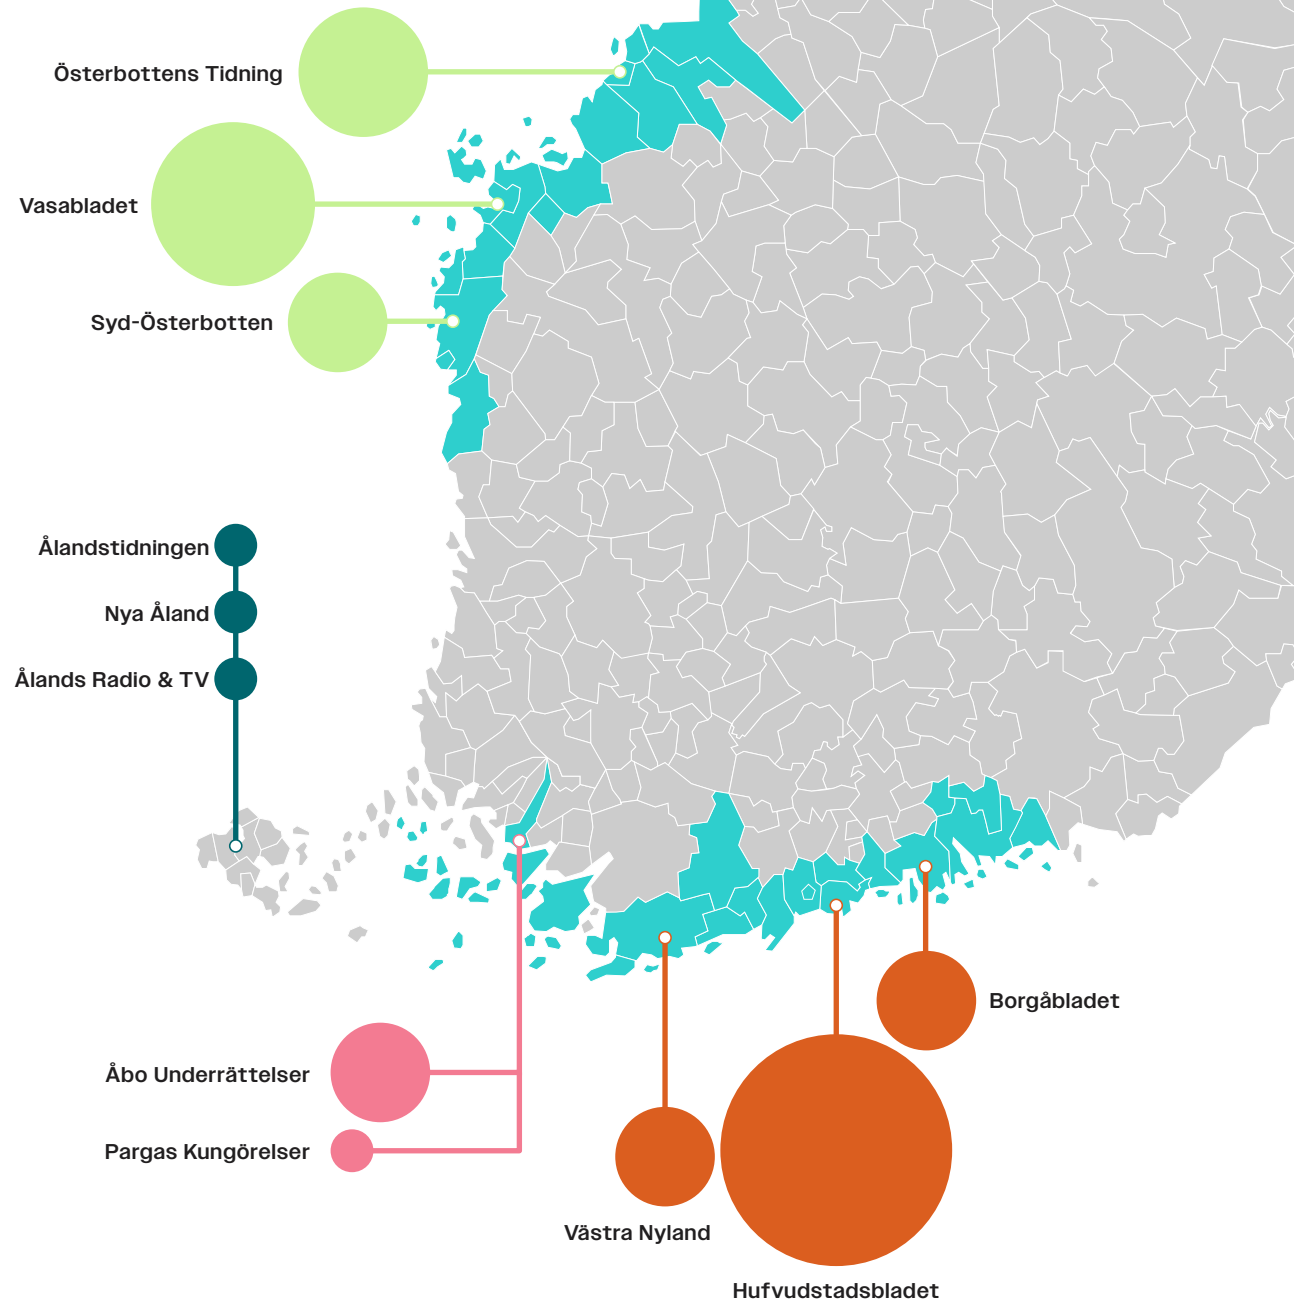 Österbottens Tidning
Vasabladet
Syd-Österbotten
Ålandstidningen
Nya Åland
Ålands Radio & TV
Borgåbladet
Åbo Underrättelser
Pargas Kungörelser
Västra Nyland
Hufvudstadsbladet